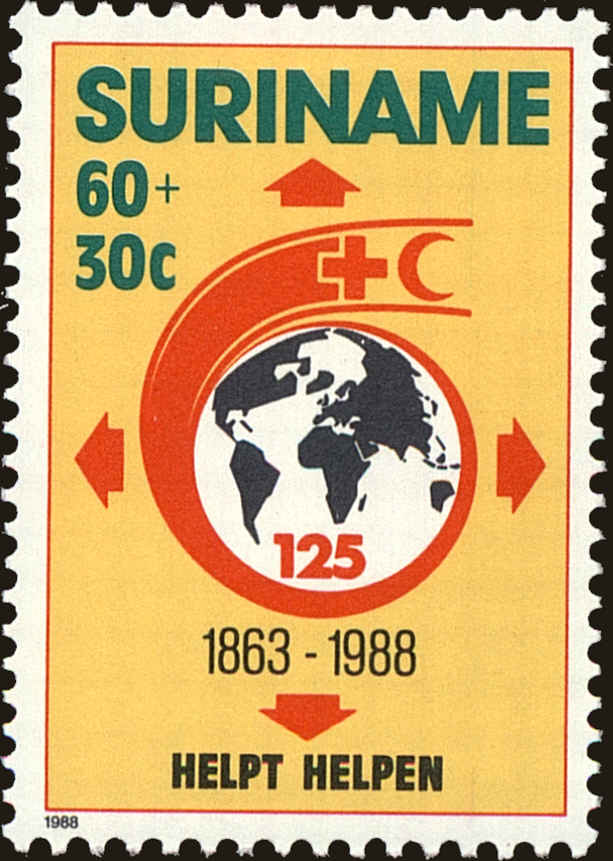 SURINAME
60+
30c
125
1863 - 1988
HELPT HELPEN
1988